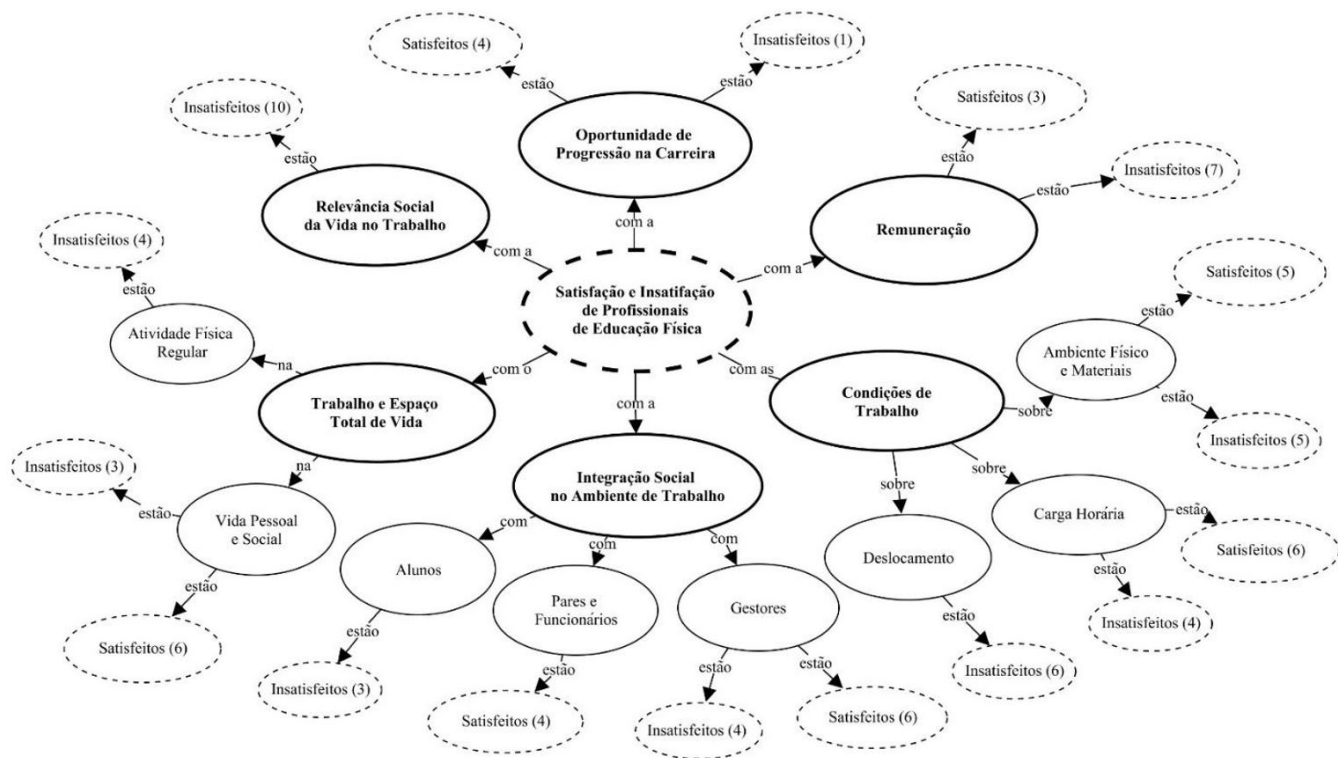 Satisfeitos (4)
estão
Insatisfeitos (1)
estão
Oportunidade de
Progressão na Carreira
com a
Insatisfeitos (10)
estão
Relevância Social
da Vida no Trabalho
com a
Satisfeitos (3)
estão
Insatisfeitos (7)
estão
Remuneração
com a
Satisfação e Insatifação
de Profissionais
de Educação Física
Insatisfeitos (4)
estão
Atividade Física
Regular
na
com o
Trabalho e Espaço
Total de Vida
na
Insatisfeitos (3)
estão
Vida Pessoal
e Social
estão
Satisfeitos (6)
com a
Integração Social
no Ambiente de Trabalho
com
Alunos
estão
Insatisfeitos (3)
com
Pares e
Funcionários
estão
Satisfeitos (4)
com
Gestores
estão
Insatisfeitos (4)
estão
Satisfeitos (6)
com as
Condições de
Trabalho
sobre
Ambiente Físico
e Materiais
estão
Satisfeitos (5)
estão
Insatisfeitos (5)
sobre
Carga Horária
estão
Satisfeitos (6)
estão
Insatisfeitos (4)
sobre
Deslocamento
estão
Insatisfeitos (6)